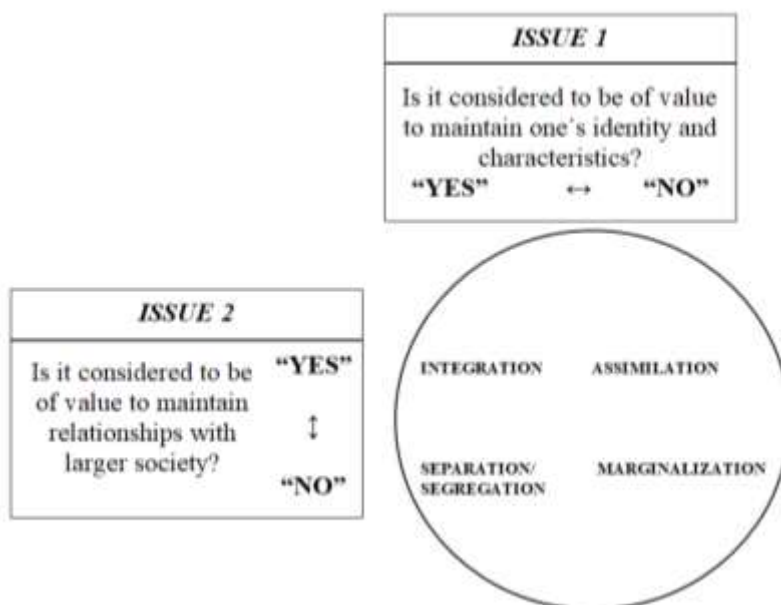 ISSUE 1
Is it considered to be of value
to maintain one´s identity and
characteristics?
“YES” ↔ “NO”
ISSUE 2
Is it considered to be
of value to maintain
relationships with
larger society?
“YES”
↕
“NO”
INTEGRATION
ASSIMILATION
SEPARATION/
SEGREGATION
MARGINALIZATION